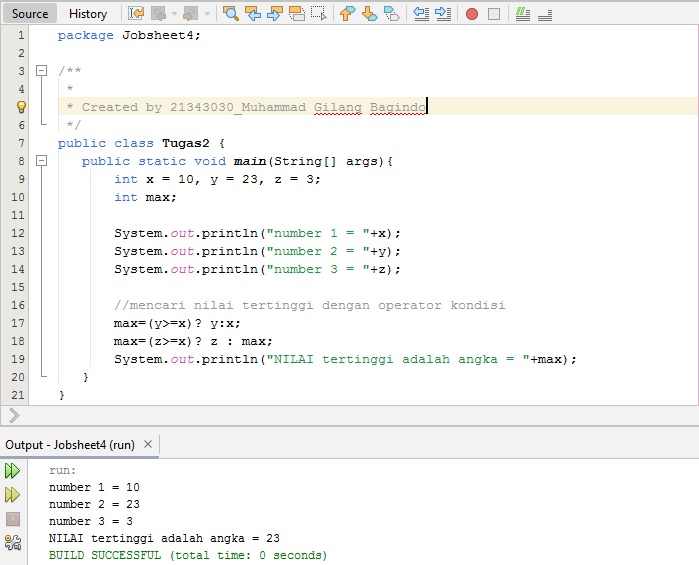 Source History
1 package Jobsheet4;
2
3 /**
4 *
* Created by 21343030_Muhammad Gilang Bagindo
6 */
7 public class Tugas2 {
8 public static void main(String[] args){
9 int x = 10, y = 23, z = 3;
10 int max;
11
12 System.out.println("number 1 = "+x);
13 System.out.println("number 2 = "+y);
14 System.out.println("number 3 = "+z);
15
16 //mencari nilai tertinggi dengan operator kondisi
17 max=(y>=x)? y:x;
18 max=(z>=x)? z : max;
19 System.out.println("NILAI tertinggi adalah angka = "+max);
20 }
21 }
Output - Jobsheet4 (run) ×
run:
number 1 = 10
number 2 = 23
number 3 = 3
NILAI tertinggi adalah angka = 23
BUILD SUCCESSFUL (total time: 0 seconds)